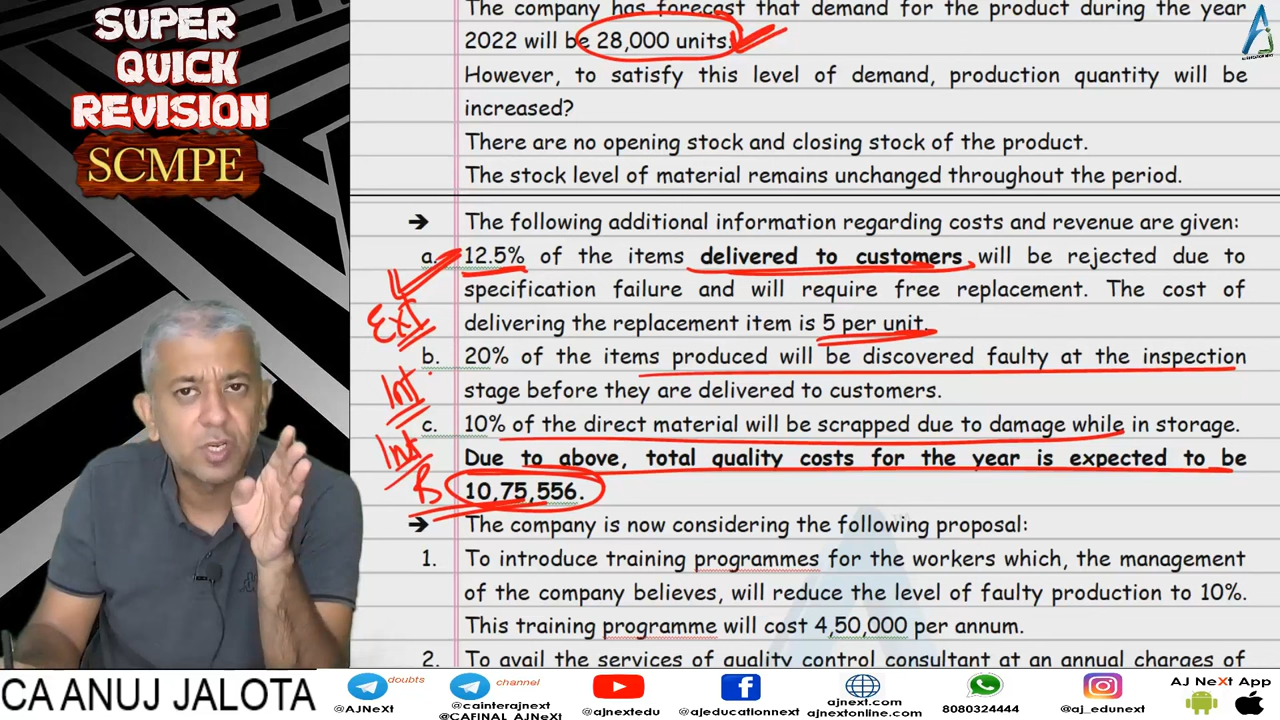 SUPER
QUICK
REVISION
SCMPE
The company has forecast that demand for the product during the year
2022 will be 28,000 units.
However, to satisfy this level of demand, production quantity will be
increased?
There are no opening stock and closing stock of the product.
The stock level of material remains unchanged throughout the period.
➔ The following additional information regarding costs and revenue are given:
a. 12.5% of the items delivered to customers will be rejected due to
specification failure and will require free replacement. The cost of
delivering the replacement item is 5 per unit.
Ext
b. 20% of the items produced will be discovered faulty at the inspection
stage before they are delivered to customers.
Int
c. 10% of the direct material will be scrapped due to damage while in storage.
Int
Due to above, total quality costs for the year is expected to be
10,75,556.
➔ The company is now considering the following proposal:
1. To introduce training programmes for the workers which, the management
of the company believes, will reduce the level of faulty production to 10%.
This training programme will cost 4,50,000 per annum.
2. To avail the services of quality control consultant at an annual charges of
CA ANUJ JALOTA
doubts
@AJNeXt
channel
@cainterajnext
@CAFINAL_AJNeXt
@ajnextedu
@ajeducationnext
ajnext.com
ajnextonline.com
8080324444
@aj_edunext
AJ NeXt App